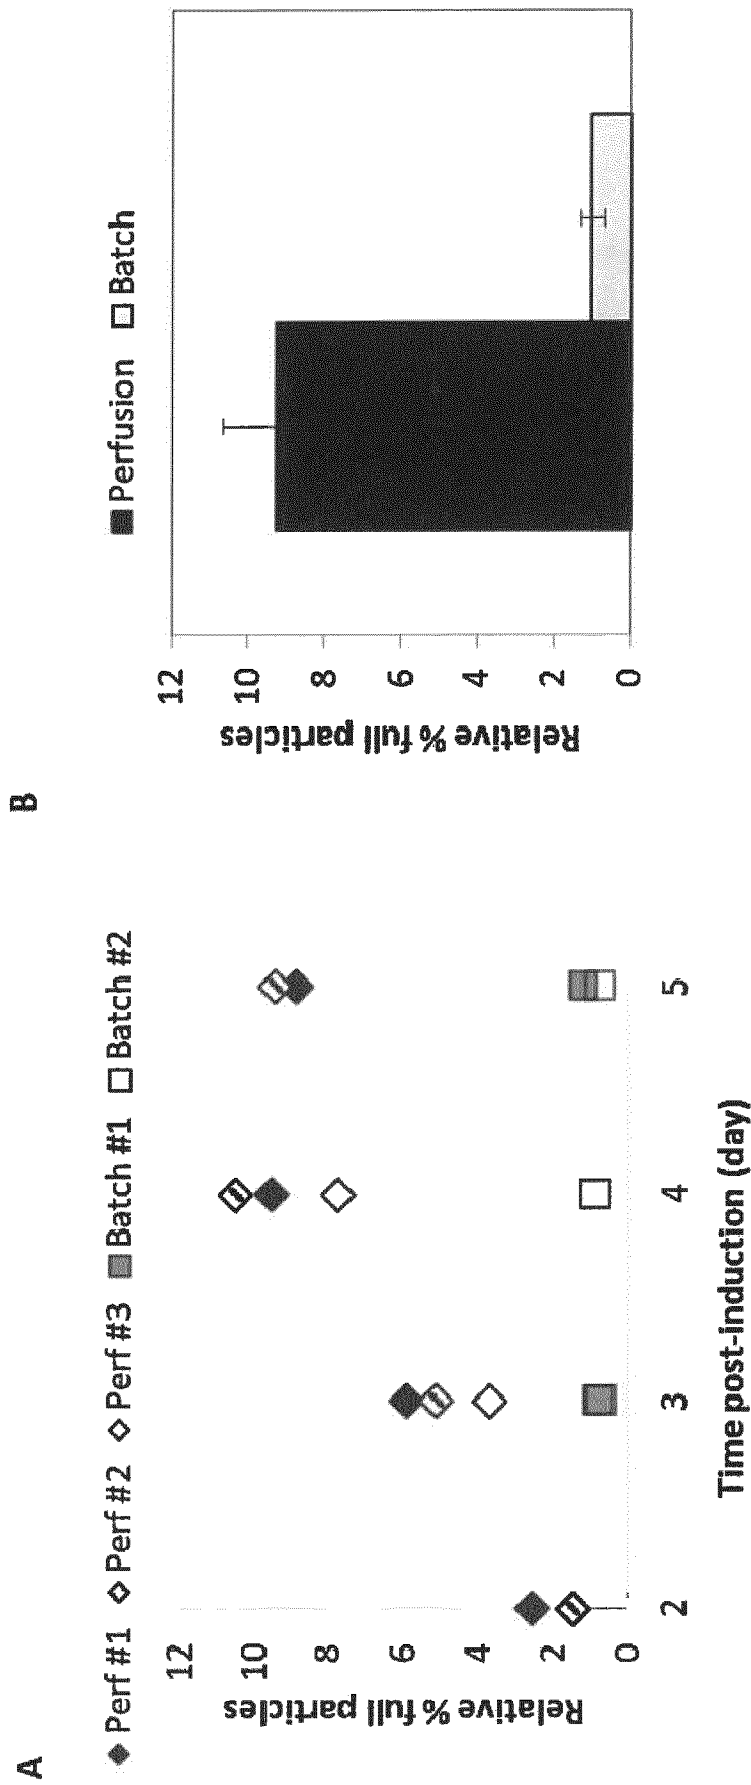 A
Perf #1 Perf #2 Perf #3 Batch #1 Batch #2
Relative % full particles
12
10
8
6
4
2
0
2 3 4 5
Time post-induction (day)
B
Perfusion Batch
Relative % full particles
12
10
8
6
4
2
0